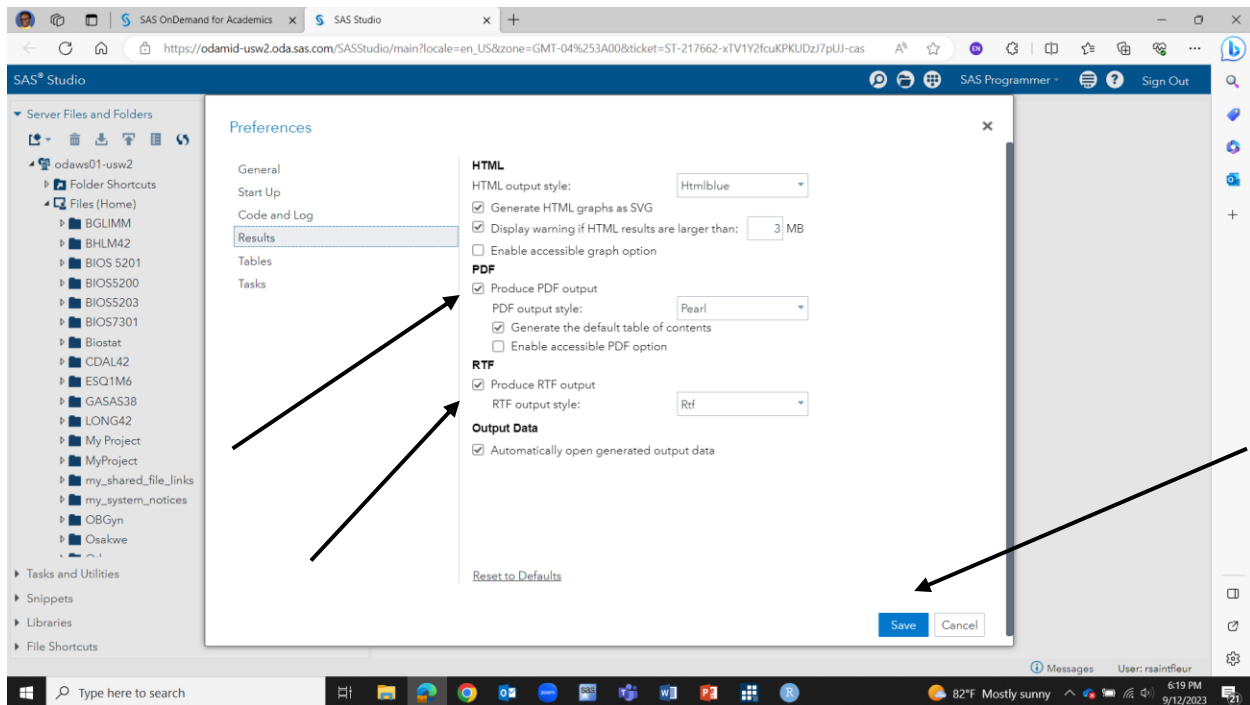 SAS OnDemand for Academics
SAS Studio
https://odamid-usw2.oda.sas.com/SASStudio/main?locale=en_US&zone=GMT-04%253A00&ticket=ST-217662-xTV1Y2fcuKPKUDzJ7pUJ-cas
SAS® Studio
SAS Programmer
Sign Out
Server Files and Folders
odaws01-usw2
Folder Shortcuts
Files (Home)
BGLIMM
BHLM42
BIOS 5201
BIOS5200
BIOS5203
BIOS7301
Biostat
CDAL42
ESQ1M6
GASAS38
LONG42
My Project
MyProject
my_shared_file_links
my_system_notices
OBGyn
Osakwe
Tasks and Utilities
Snippets
Libraries
File Shortcuts
Preferences
General
Start Up
Code and Log
Results
Tables
Tasks
HTML
HTML output style: Htmlblue
Generate HTML graphs as SVG
Display warning if HTML results are larger than: 3 MB
Enable accessible graph option
PDF
Produce PDF output
PDF output style: Pearl
Generate the default table of contents
Enable accessible PDF option
RTF
Produce RTF output
RTF output style: Rtf
Output Data
Automatically open generated output data
Reset to Defaults
Save Cancel
Messages User: rsaintfleur
Type here to search
82°F Mostly sunny
6:19 PM
9/12/2023
21